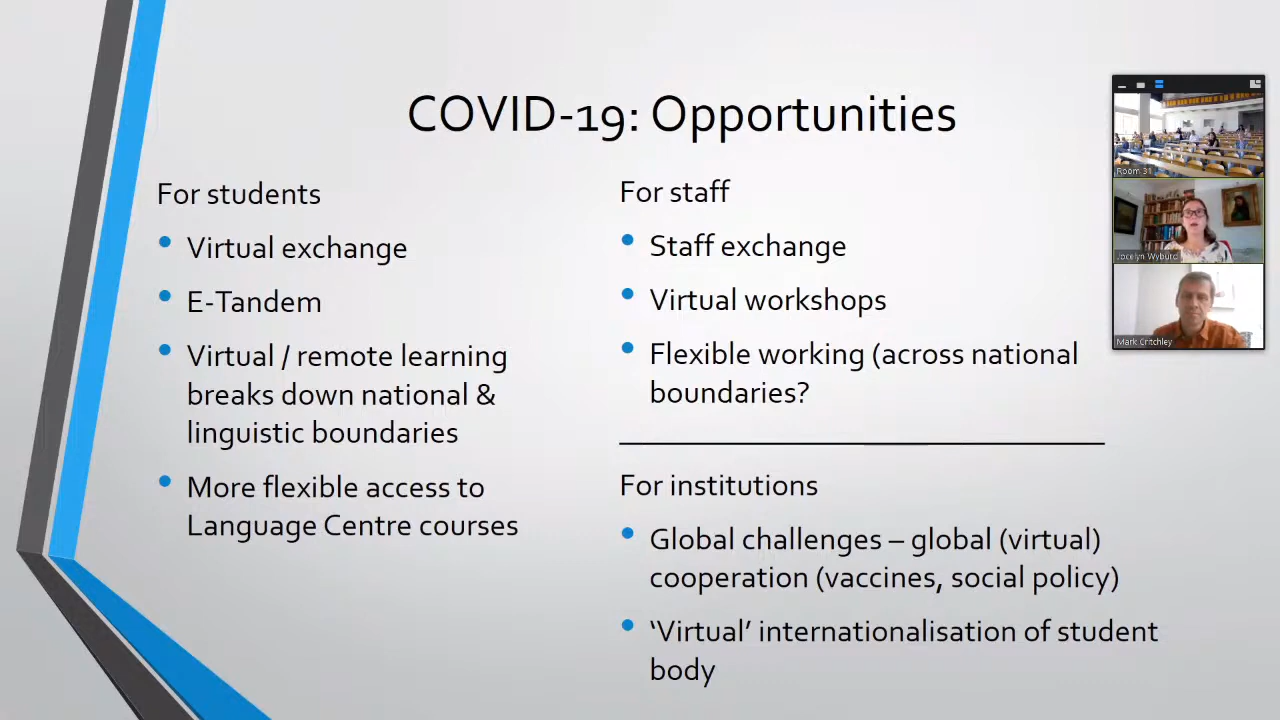 COVID-19: Opportunities
For students
Virtual exchange
E-Tandem
Virtual / remote learning
breaks down national &
linguistic boundaries
More flexible access to
Language Centre courses
For staff
Staff exchange
Virtual workshops
Flexible working (across national
boundaries?
For institutions
Global challenges – global (virtual)
cooperation (vaccines, social policy)
‘Virtual’ internationalisation of student
body
Room 31
Jocelyn
Mark Critchley